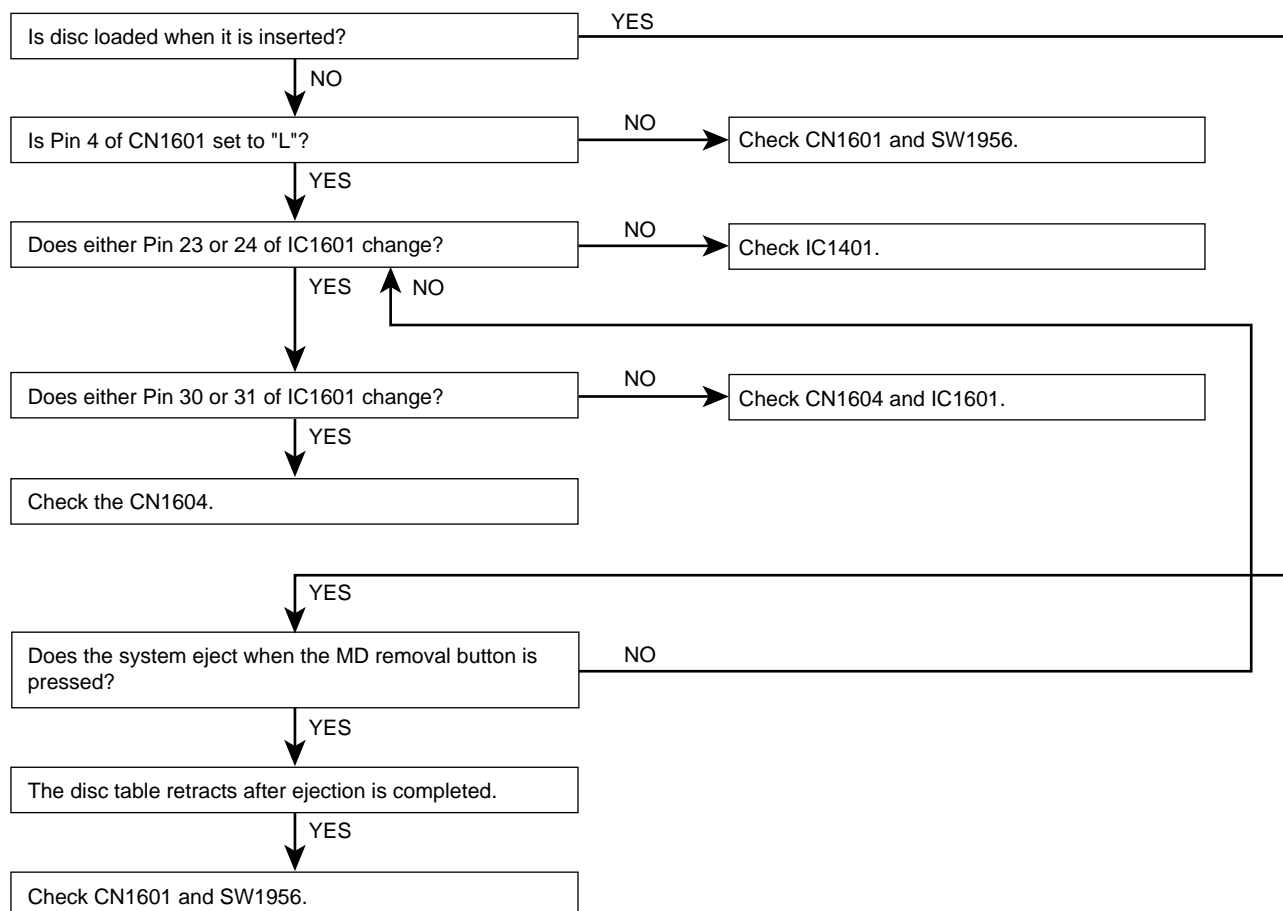 Is disc loaded when it is inserted?
YES
NO
Is Pin 4 of CN1601 set to "L"?
NO
Check CN1601 and SW1956.
YES
Does either Pin 23 or 24 of IC1601 change?
NO
Check IC1401.
YES
NO
Does either Pin 30 or 31 of IC1601 change?
NO
Check CN1604 and IC1601.
YES
Check the CN1604.
YES
Does the system eject when the MD removal button is
pressed?
NO
YES
The disc table retracts after ejection is completed.
YES
Check CN1601 and SW1956.